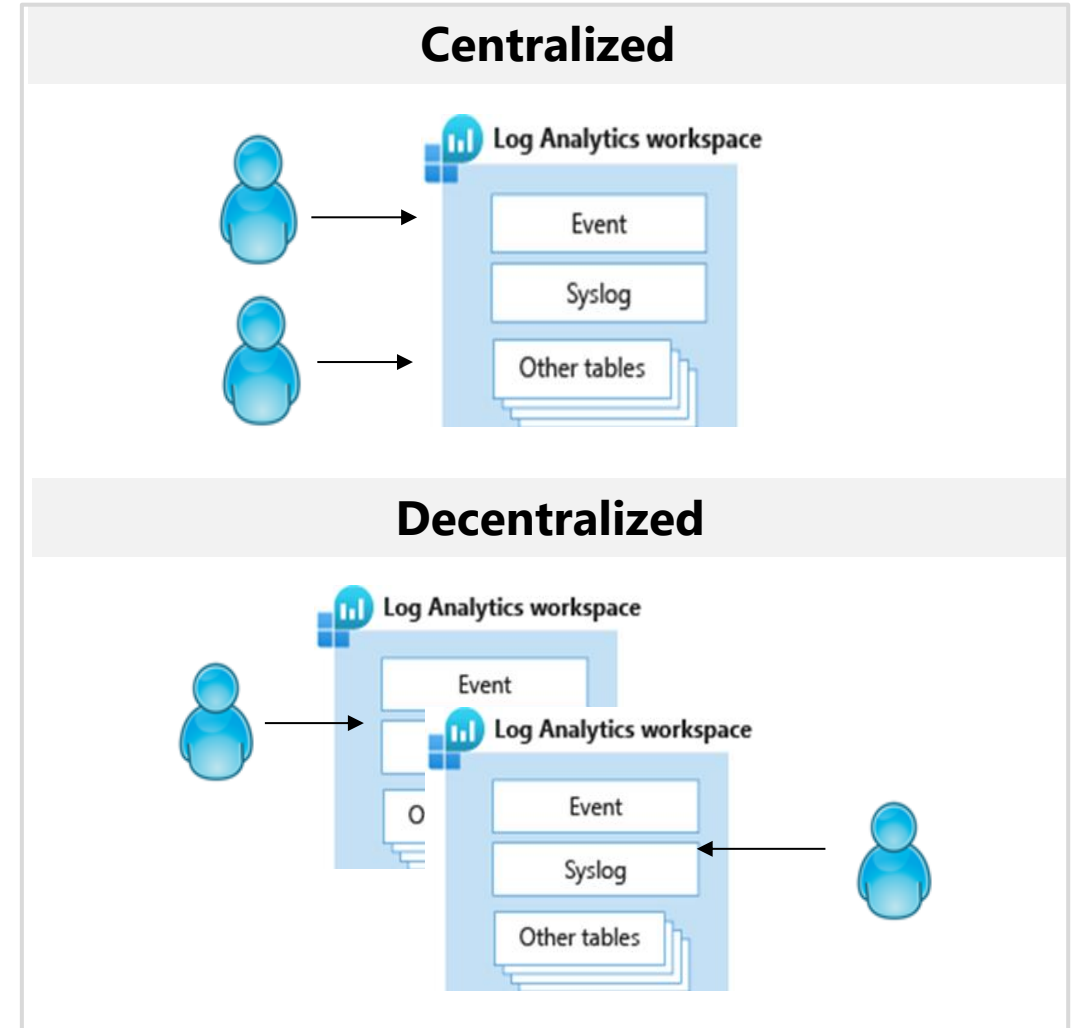 Centralized
Log Analytics workspace
Event
Syslog
Other tables
Decentralized
Log Analytics workspace
Event
O
Log Analytics workspace
Event
Syslog
Other tables